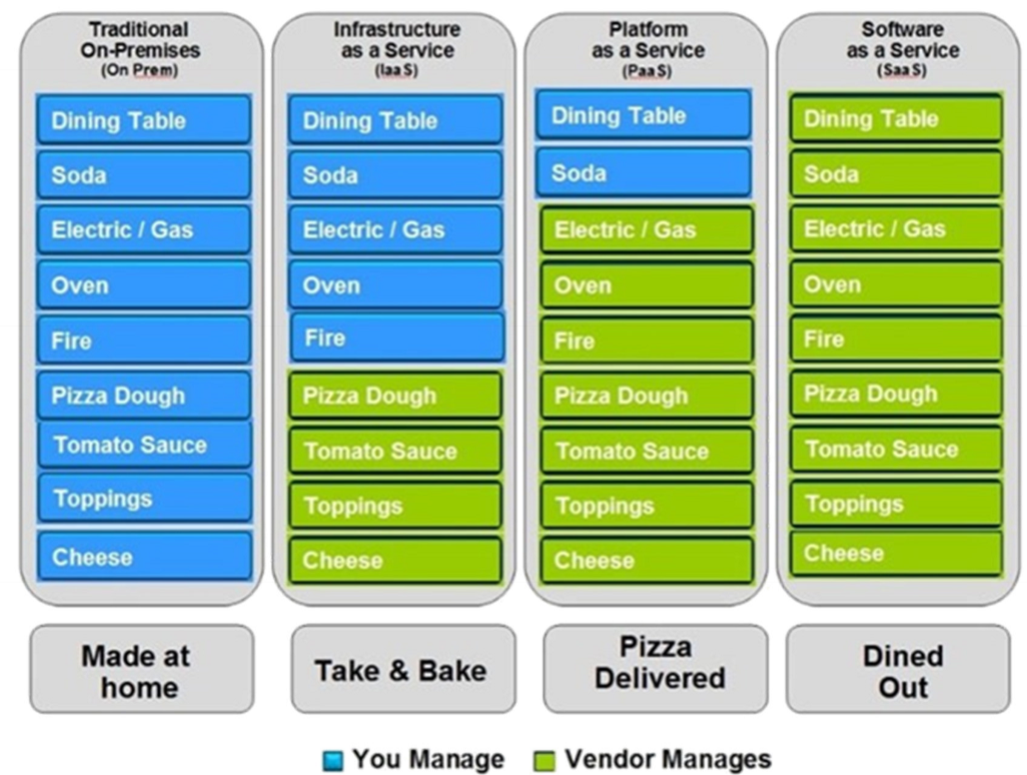 Traditional
On-Premises
(On Prem)
Dining Table
Soda
Electric / Gas
Oven
Fire
Pizza Dough
Tomato Sauce
Toppings
Cheese
Made at
home
Infrastructure
as a Service
(IaaS)
Dining Table
Soda
Electric / Gas
Oven
Fire
Pizza Dough
Tomato Sauce
Toppings
Cheese
Take & Bake
Platform
as a Service
(PaaS)
Dining Table
Soda
Electric / Gas
Oven
Fire
Pizza Dough
Tomato Sauce
Toppings
Cheese
Pizza
Delivered
Software
as a Service
(SaaS)
Dining Table
Soda
Electric / Gas
Oven
Fire
Pizza Dough
Tomato Sauce
Toppings
Cheese
Dined
Out
You Manage
Vendor Manages